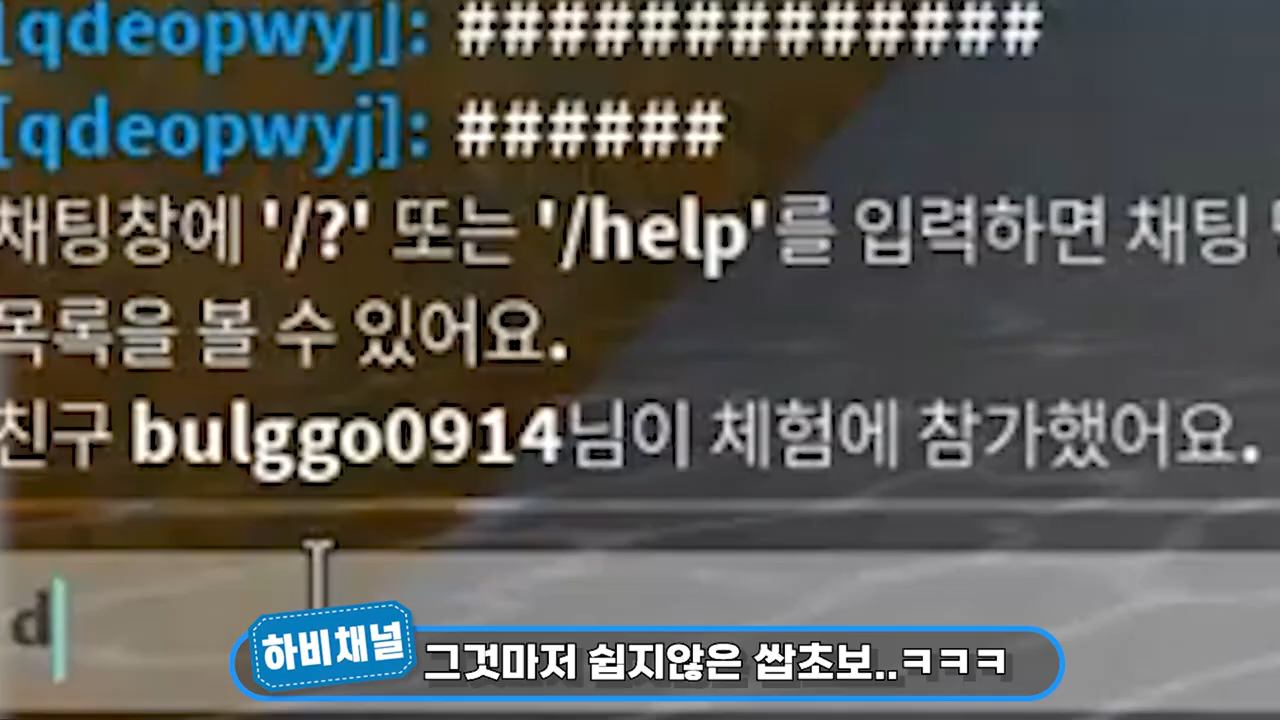 [qdeopwyj]: #############
[qdeopwyj]: ######
채팅창에 '/?' 또는 '/help'를 입력하면 채팅
목록을 볼 수 있어요.
친구 bulggo0914님이 체험에 참가했어요.
d
하비채널
그것마저 쉽지않은 쌉초보..ㅋㅋㅋ